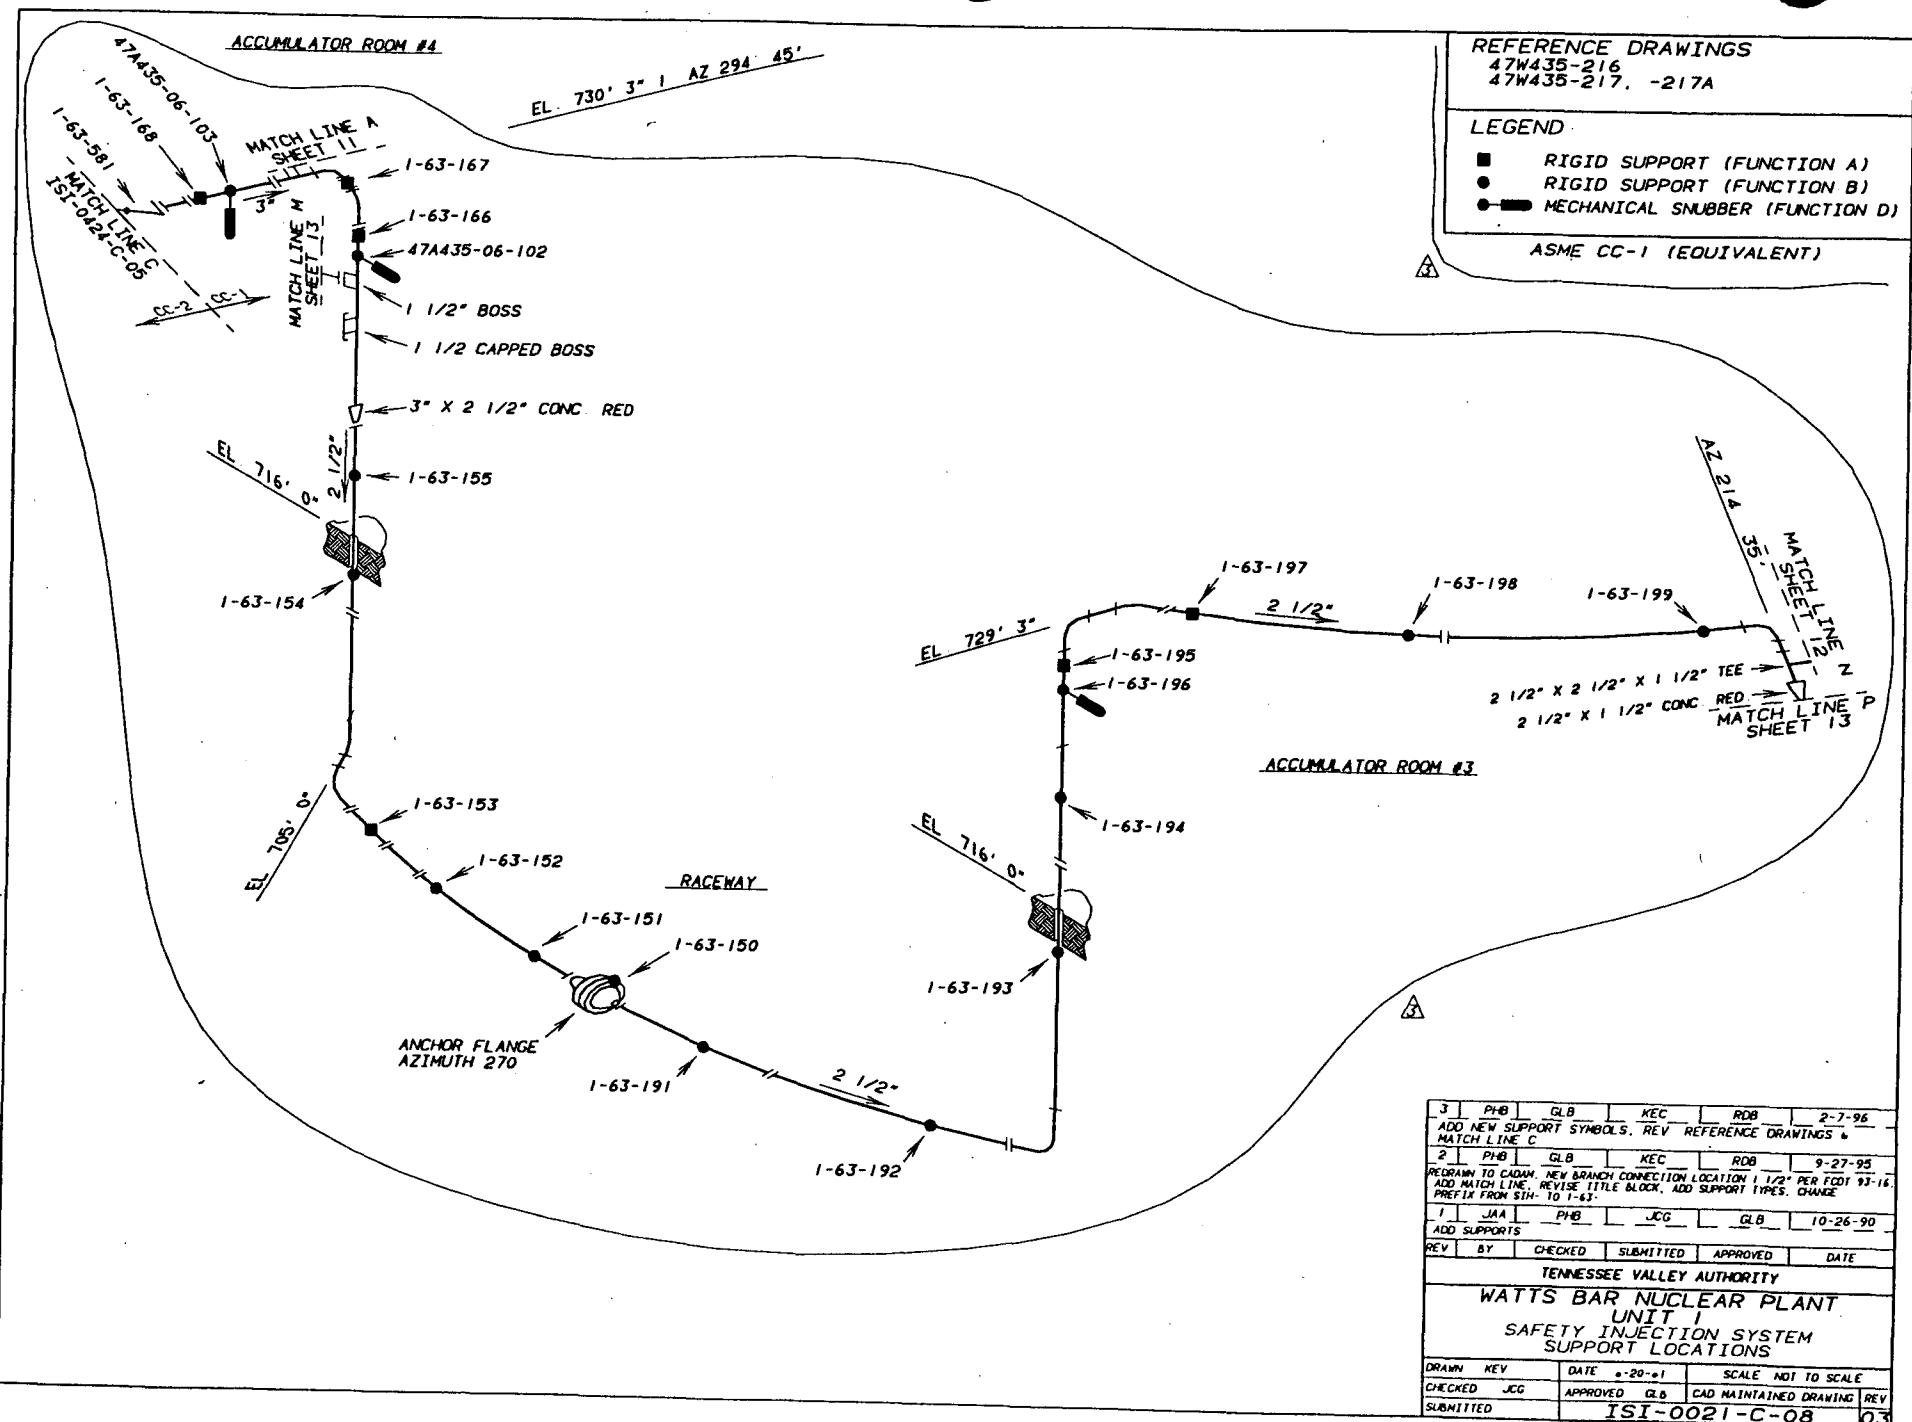 ACCUMULATOR ROOM #4
EL. 730' 3" AZ 294 45'
47A435-06-103
1-63-168
1-63-581
MATCH LINE A
SHEET 11
1-63-167
3"
MATCH LINE C
ISI-0424-C-05
CC-2
CC-1
MATCH LINE M
SHEET 13
1-63-166
47A435-06-102
1 1/2" BOSS
1 1/2 CAPPED BOSS
3" X 2 1/2" CONC. RED
2 1/2"
EL. 716' 0"
1-63-155
1-63-154
EL 705' 0"
1-63-153
1-63-152
RACEWAY
1-63-151
1-63-150
ANCHOR FLANGE
AZIMUTH 270
1-63-191
2 1/2"
1-63-192
1-63-193
EL 716' 0"
1-63-194
1-63-196
1-63-195
EL 729' 3"
1-63-197
2 1/2"
1-63-198
1-63-199
AZ 214 35'
MATCH LINE Z
SHEET 12
2 1/2" X 2 1/2" X 1 1/2" TEE
2 1/2" X 1 1/2" CONC. RED
MATCH LINE P
SHEET 13
ACCUMULATOR ROOM #3
3
3
REFERENCE DRAWINGS
47W435-216
47W435-217, -217A
LEGEND
RIGID SUPPORT (FUNCTION A)
RIGID SUPPORT (FUNCTION B)
MECHANICAL SNUBBER (FUNCTION D)
ASME CC-1 (EQUIVALENT)
3 PHB GLB KEC RDB 2-7-96
ADD NEW SUPPORT SYMBOLS, REV REFERENCE DRAWINGS &
MATCH LINE C
2 PHB GLB KEC RDB 9-27-95
REDRAWN TO CADAM, NEW BRANCH CONNECTION LOCATION 1 1/2" PER FCDT 93-16.
ADD MATCH LINE, REVISE TITLE BLOCK, ADD SUPPORT TYPES, CHANGE
PREFIX FROM SIH- TO 1-63-
1 JAA PHB JCG GLB 10-26-90
ADD SUPPORTS
REV BY CHECKED SUBMITTED APPROVED DATE
TENNESSEE VALLEY AUTHORITY
WATTS BAR NUCLEAR PLANT
UNIT 1
SAFETY INJECTION SYSTEM
SUPPORT LOCATIONS
DRAWN KEV DATE SCALE NOT TO SCALE
CHECKED JCG APPROVED GLB CAD MAINTAINED DRAWING REV
SUBMITTED ISI-0021-C-08 03